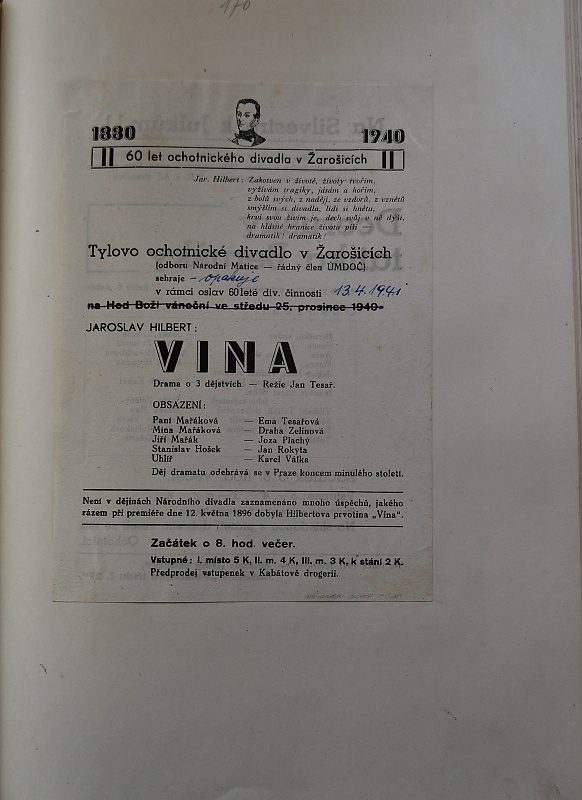 170
1880 1940
60 let ochotnického divadla v Žarošicích
Jar. Hilbert: Zakotven v životě, životy tvořím,
vyžívám tragiky, jásám a hořím,
z bolů svých, z nadějí, ze vzdorů, z vznětů
smýšlím si divadla, lidi si hnětu,
krví svou živím je, dech svůj v ně dýši,
na hlásné hranice života píši
dramatik! dramatik!
Tylovo ochotnické divadlo v Žarošicích
(odboru Národní Matice — řádný člen ÚMDOČ)
sehraje – opakuje
v rámci oslav 60leté div. činnosti 13.4.1941
na Hod Boží vánoční ve středu 25. prosince 1940
JAROSLAV HILBERT:
VINA
Drama o 3 dějstvích. — Režie Jan Tesař.
OBSAZENÍ:
Paní Mařáková — Ema Tesařová
Mína Mařáková — Draha Zelinová
Jiří Mařák — Joza Plachý
Stanislav Hošek — Jan Rokyta
Uhlíř — Karel Válka
Děj dramatu odehrává se v Praze koncem minulého století.
Není v dějinách Národního divadla zaznamenáno mnoho úspěchů, jakého
rázem při premiéře dne 12. května 1896 dobyla Hilbertova prvotina „Vina".
Začátek o 8. hod. večer.
Vstupné: I. místo 5 K, II. m. 4 K, III. m. 3 K, k stání 2 K.
Předprodej vstupenek v Kabátově drogerii.